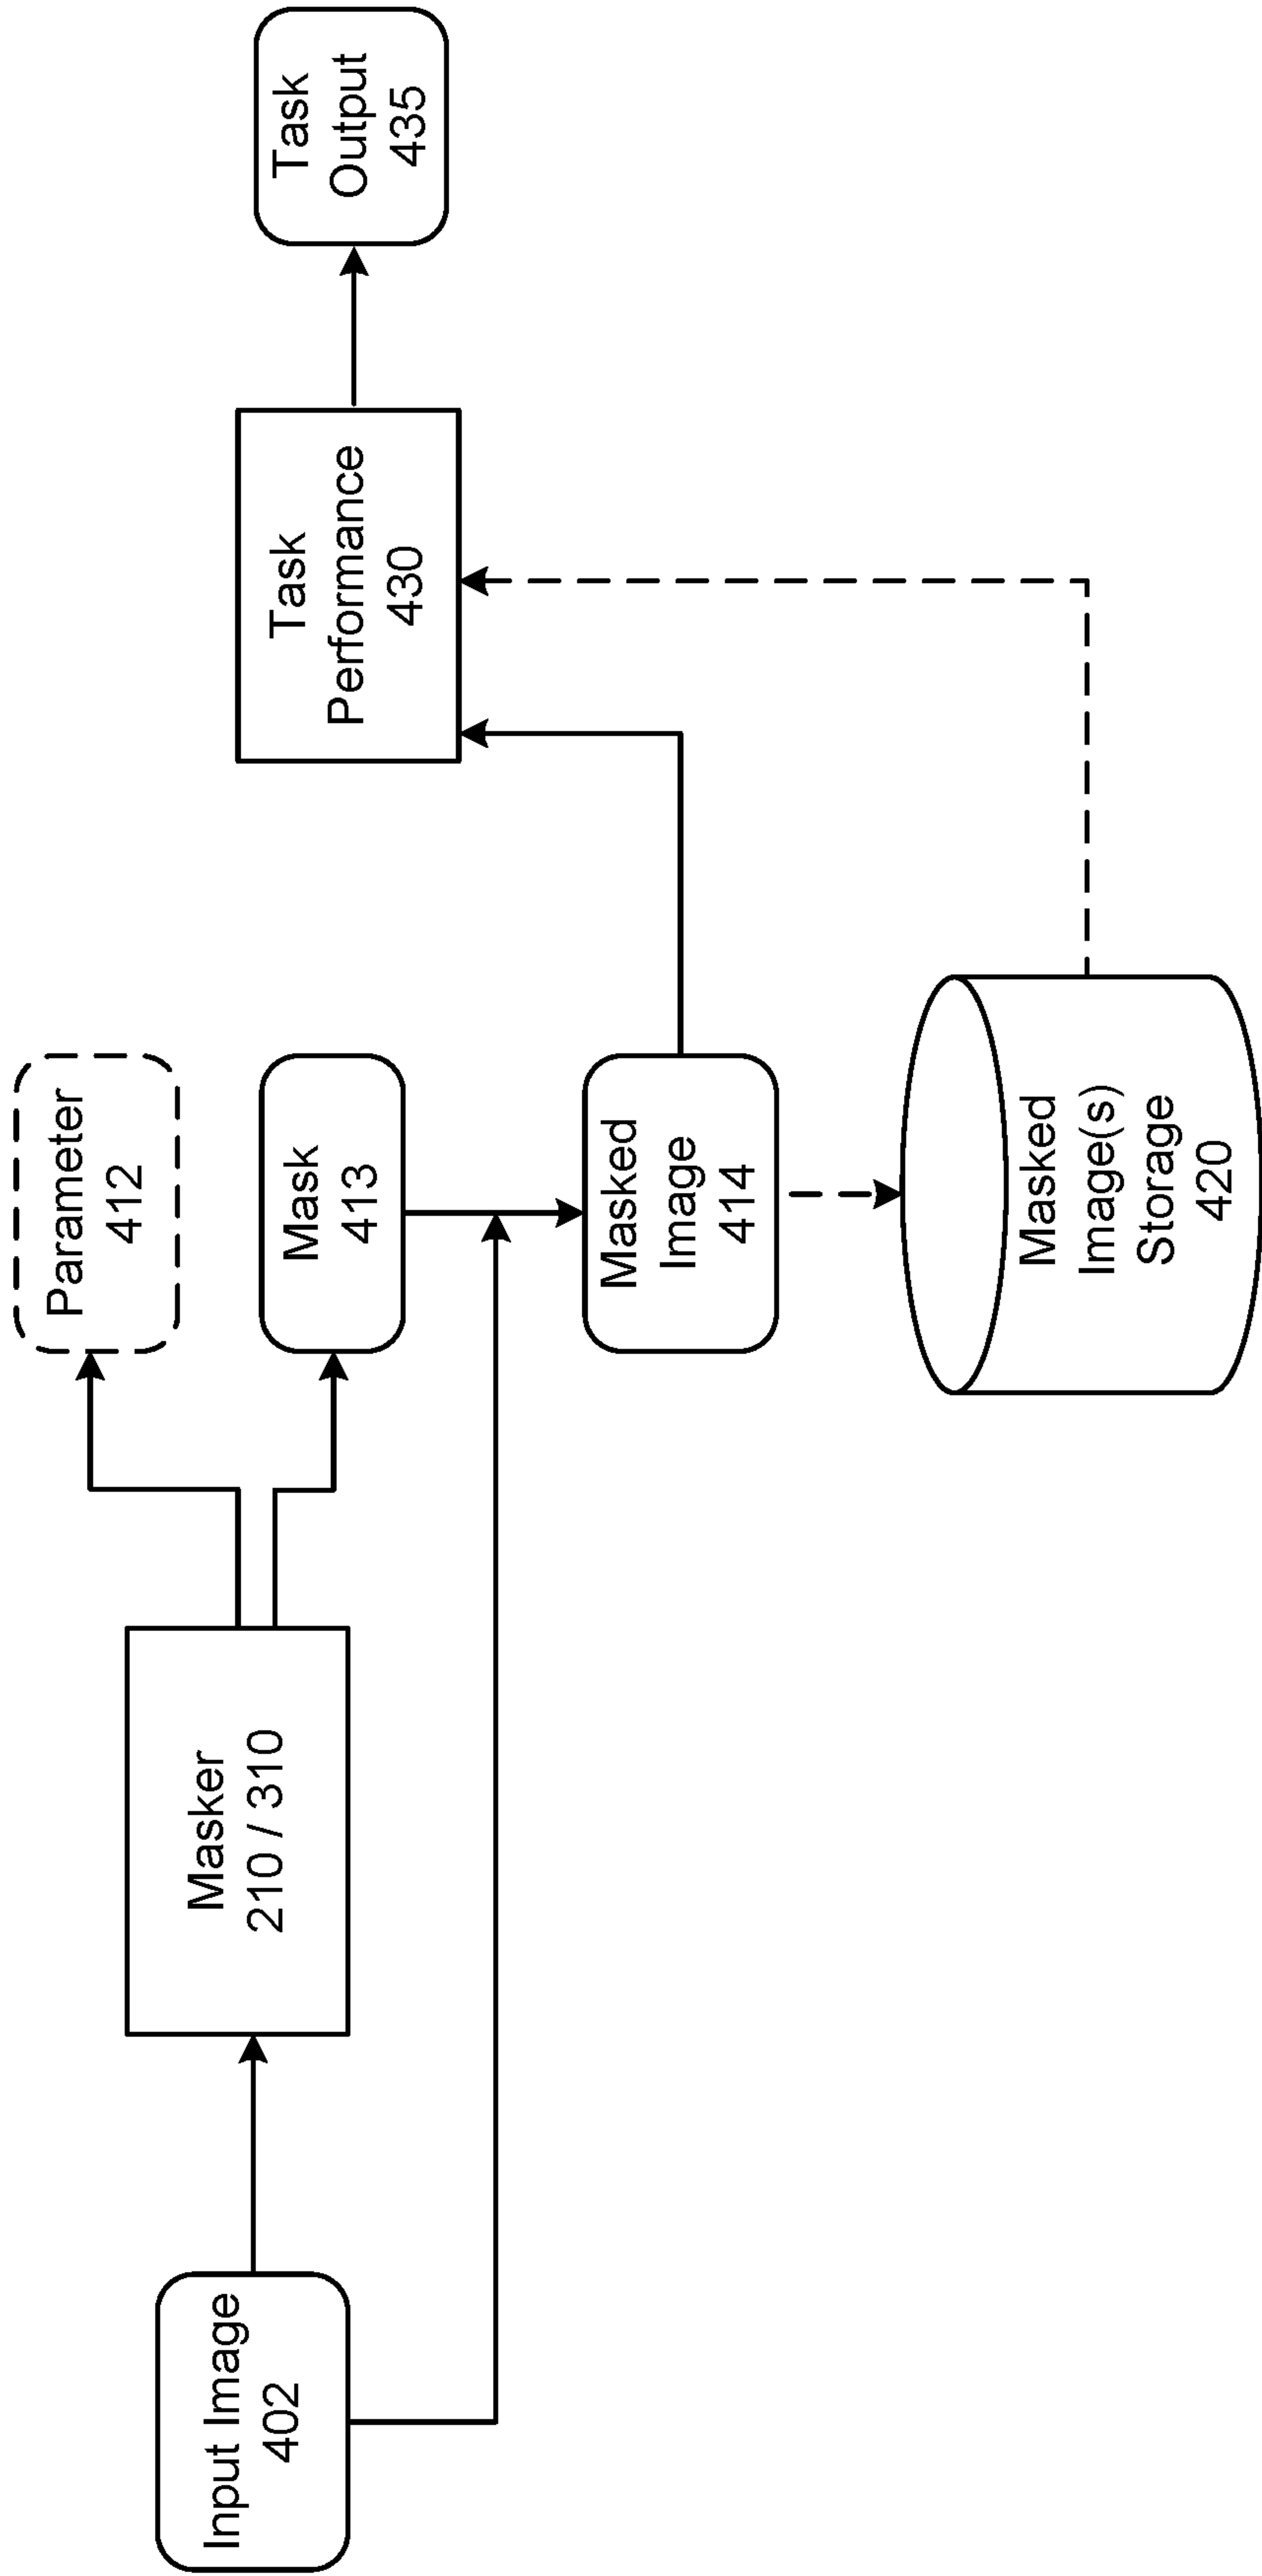 Input Image
402
Masker
210 / 310
Parameter
412
Mask
413
Masked
Image
414
Masked
Image(s)
Storage
420
Task
Performance
430
Task
Output
435